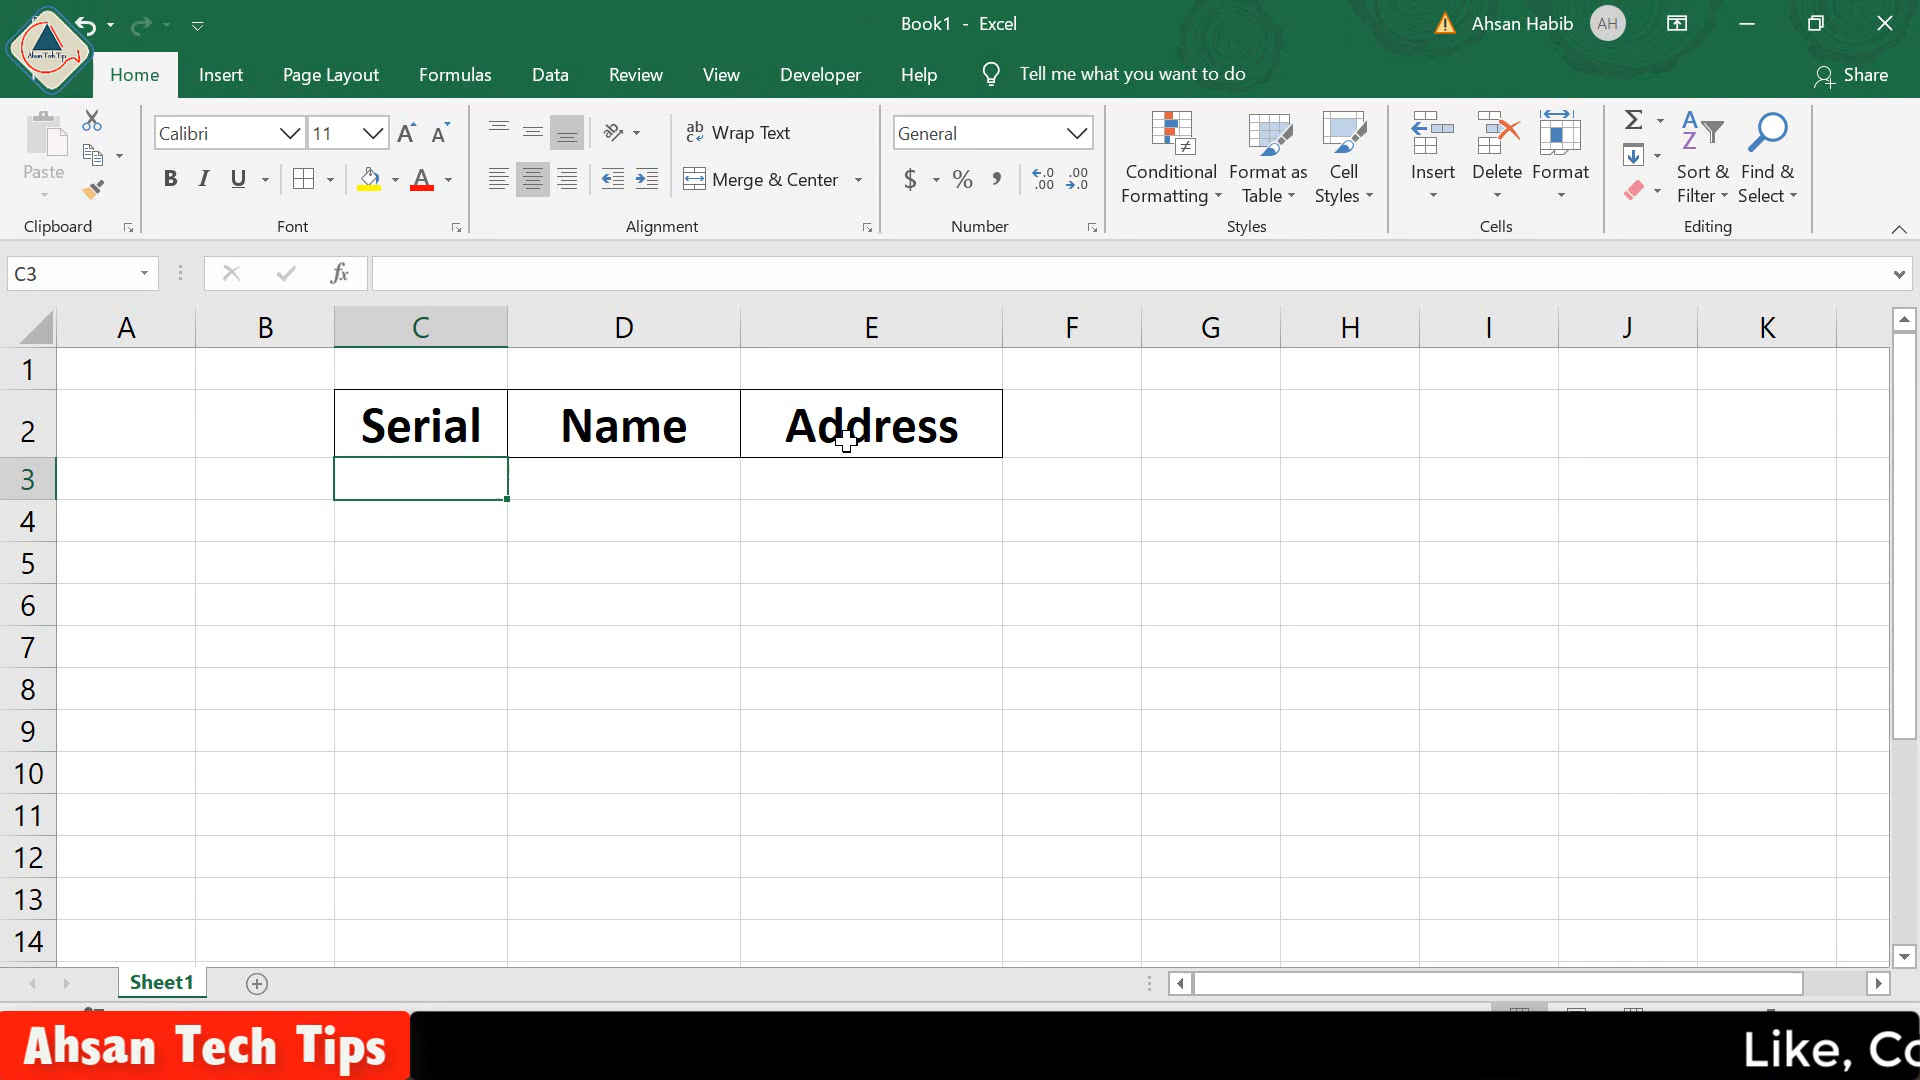 Book1 - Excel
Ahsan Habib AH
Ahsan Tech Tips
Home Insert Page Layout Formulas Data Review View Developer Help Tell me what you want to do Share
Calibri 11 ab Wrap Text General
Paste B I U Merge & Center $ % , Conditional Formatting Format as Table Cell Styles Insert Delete Format Sort & Filter Find & Select
Clipboard Font Alignment Number Styles Cells Editing
C3 fx
A B C D E F G H I J K
1
2 Serial Name Address
3
4
5
6
7
8
9
10
11
12
13
14
Sheet1
Ahsan Tech Tips Like, Co